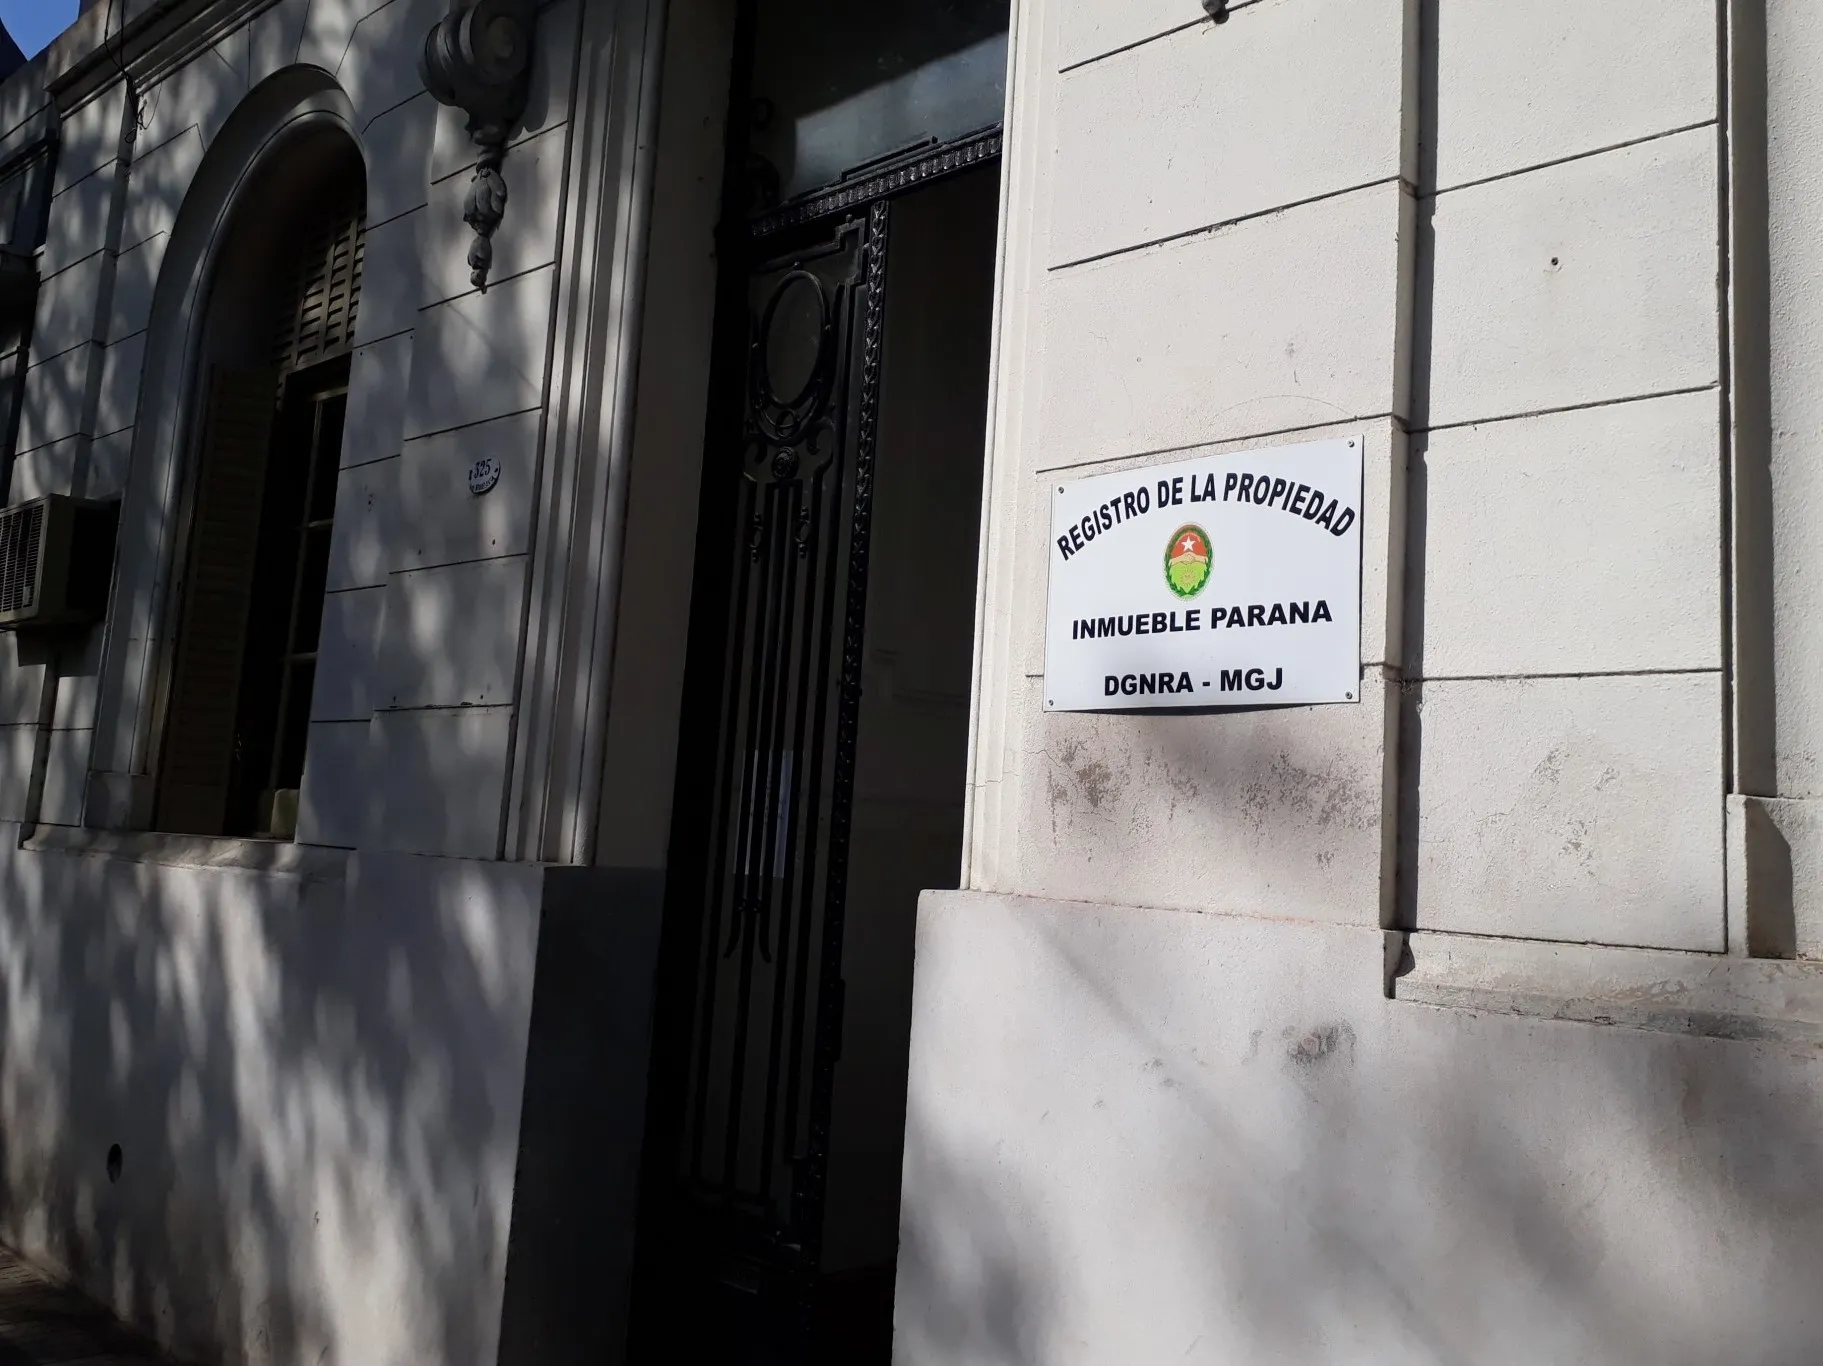 325
REGISTRO DE LA PROPIEDAD
INMUEBLE PARANA
DGNRA - MGJ